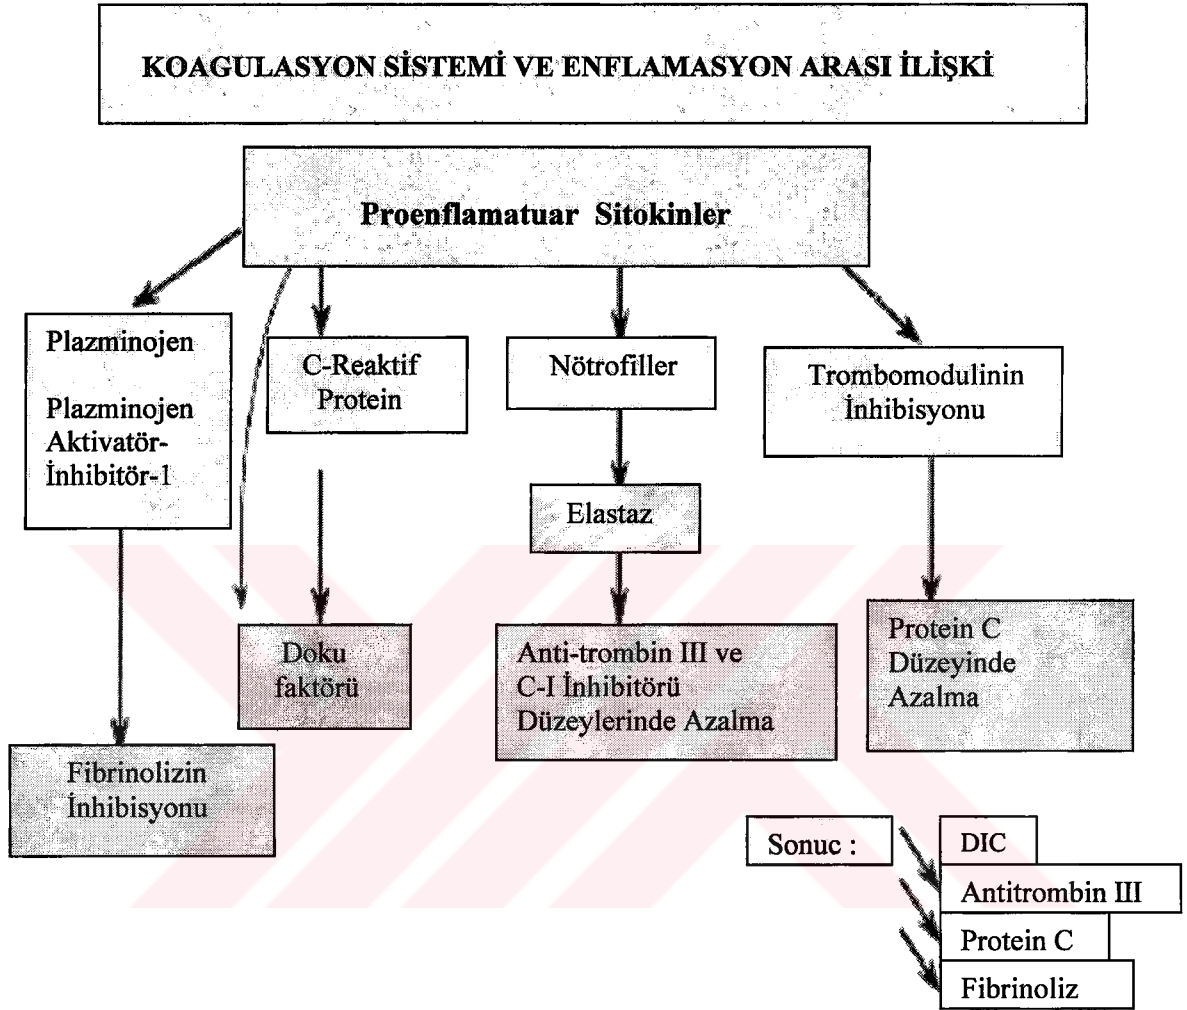 KOAGULASYON SİSTEMİ VE ENFLAMASYON ARASI İLİŞKİ
Proenflamatuar Sitokinler
Plazminojen
Plazminojen
Aktivatör-
İnhibitör-1
C-Reaktif
Protein
Nötrofiller
Trombomodulinin
İnhibisyonu
Elastaz
Doku
faktörü
Anti-trombin III ve
C-I İnhibitörü
Düzeylerinde Azalma
Protein C
Düzeyinde
Azalma
Fibrinolizin
İnhibisyonu
Sonuc :
DIC
Antitrombin III
Protein C
Fibrinoliz